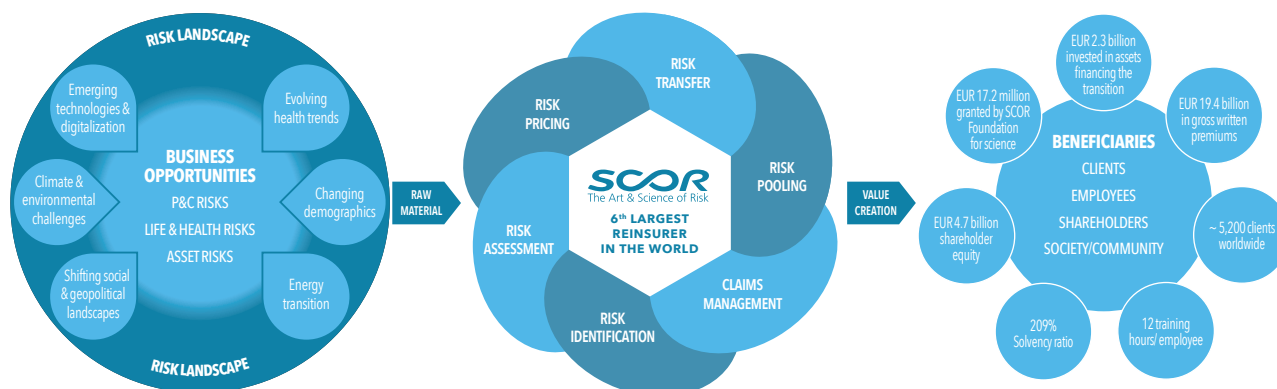 RISK LANDSCAPE
Emerging
technologies &
digitalization
Evolving
health trends
Climate &
environmental
challenges
BUSINESS
OPPORTUNITIES
P&C RISKS
LIFE & HEALTH RISKS
ASSET RISKS
Changing
demographics
Shifting social
& geopolitical
landscapes
Energy
transition
RISK LANDSCAPE
RAW
MATERIAL
RISK
TRANSFER
RISK
PRICING
RISK
POOLING
SCOR
The Art & Science of Risk
6th LARGEST
REINSURER
IN THE WORLD
RISK
ASSESSMENT
CLAIMS
MANAGEMENT
RISK
IDENTIFICATION
VALUE
CREATION
EUR 2.3 billion
invested in assets
financing the
transition
EUR 17.2 million
granted by SCOR
Foundation
for science
EUR 19.4 billion
in gross written
premiums
BENEFICIARIES
CLIENTS
EMPLOYEES
SHAREHOLDERS
SOCIETY/COMMUNITY
EUR 4.7 billion
shareholder
equity
~ 5,200 clients
worldwide
209%
Solvency ratio
12 training
hours/ employee